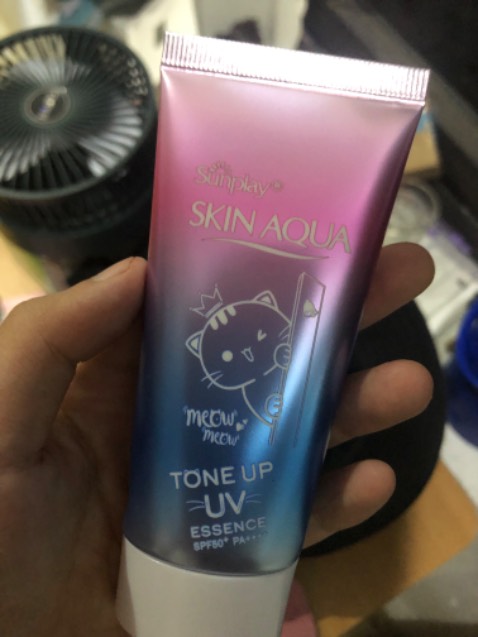 Sunplay
SKIN AQUA
meow
meow
TONE UP
UV
ESSENCE
SPF50+ PA++++